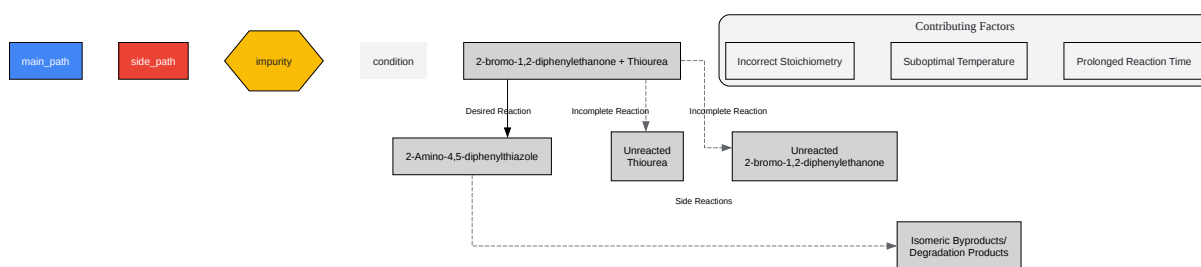 Contributing Factors
main_path
side_path
impurity
condition
2-bromo-1,2-diphenylethanone + Thiourea
Incorrect Stoichiometry
Suboptimal Temperature
Prolonged Reaction Time
Desired Reaction
Incomplete Reaction
Incomplete Reaction
2-Amino-4,5-diphenylthiazole
Unreacted
Thiourea
Unreacted
2-bromo-1,2-diphenylethanone
Side Reactions
Isomeric Byproducts/
Degradation Products